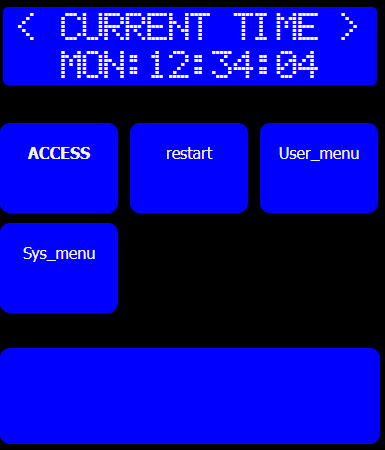 < CURRENT TIME >
MON:12:34:04
ACCESS
restart
User_menu
Sys_menu